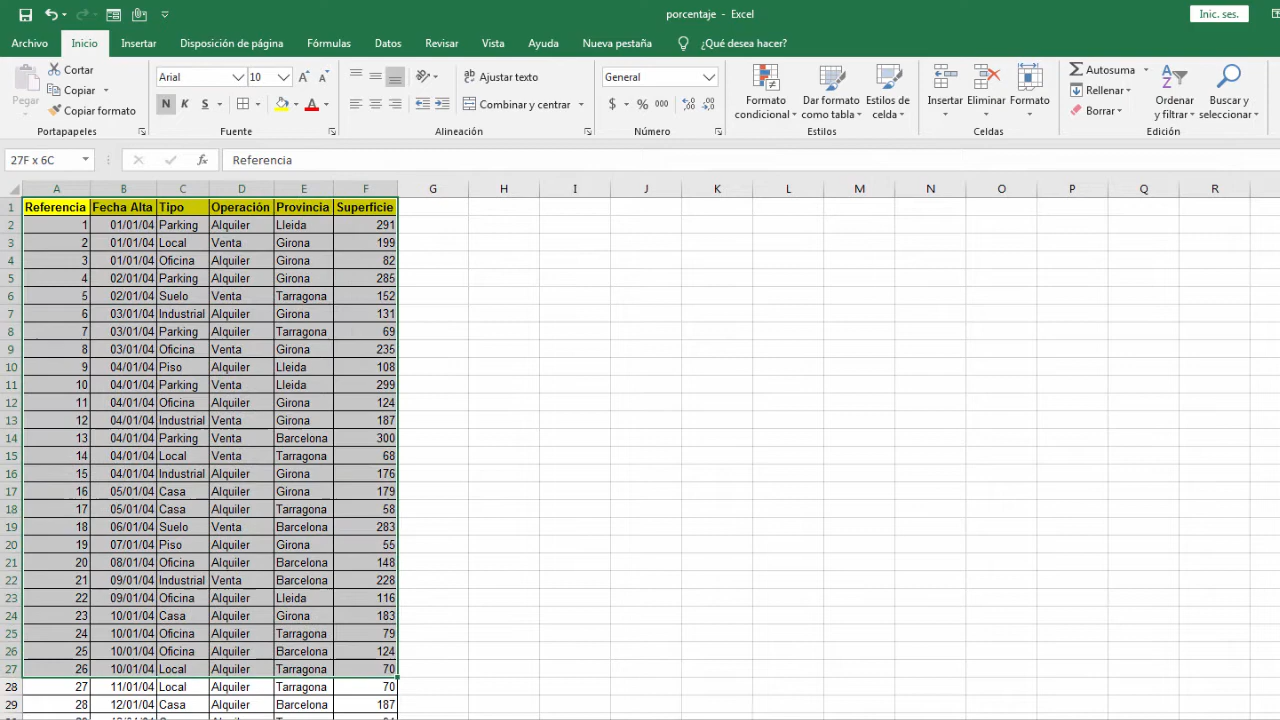 porcentaje - Excel
Inic. ses.
Archivo Inicio Insertar Disposición de página Fórmulas Datos Revisar Vista Ayuda Nueva pestaña ¿Qué desea hacer?
Pegar
Cortar
Copiar
Copiar formato
Portapapeles
Arial 10
N K S
Fuente
Ajustar texto
Combinar y centrar
Alineación
General
$ % 000
Número
Formato condicional
Dar formato como tabla
Estilos de celda
Estilos
Insertar Eliminar Formato
Celdas
Autosuma
Rellenar
Borrar
Ordenar y filtrar
Buscar y seleccionar
Edición
27F x 6C fx Referencia
A B C D E F G H I J K L M N O P Q R
1 Referencia Fecha Alta Tipo Operación Provincia Superficie
2 1 01/01/04 Parking Alquiler Lleida 291
3 2 01/01/04 Local Venta Girona 199
4 3 01/01/04 Oficina Alquiler Girona 82
5 4 02/01/04 Parking Alquiler Girona 285
6 5 02/01/04 Suelo Venta Tarragona 152
7 6 03/01/04 Industrial Alquiler Girona 131
8 7 03/01/04 Parking Alquiler Tarragona 69
9 8 03/01/04 Oficina Venta Girona 235
10 9 04/01/04 Piso Alquiler Lleida 108
11 10 04/01/04 Parking Venta Lleida 299
12 11 04/01/04 Oficina Alquiler Girona 124
13 12 04/01/04 Industrial Venta Girona 187
14 13 04/01/04 Parking Venta Barcelona 300
15 14 04/01/04 Local Venta Tarragona 68
16 15 04/01/04 Industrial Alquiler Girona 176
17 16 05/01/04 Casa Alquiler Girona 179
18 17 05/01/04 Casa Alquiler Tarragona 58
19 18 06/01/04 Suelo Venta Barcelona 283
20 19 07/01/04 Piso Alquiler Girona 55
21 20 08/01/04 Oficina Alquiler Barcelona 148
22 21 09/01/04 Industrial Venta Barcelona 228
23 22 09/01/04 Oficina Alquiler Lleida 116
24 23 10/01/04 Casa Alquiler Girona 183
25 24 10/01/04 Oficina Alquiler Tarragona 79
26 25 10/01/04 Oficina Alquiler Barcelona 124
27 26 10/01/04 Local Alquiler Tarragona 70
28 27 11/01/04 Local Alquiler Tarragona 70
29 28 12/01/04 Casa Alquiler Barcelona 187